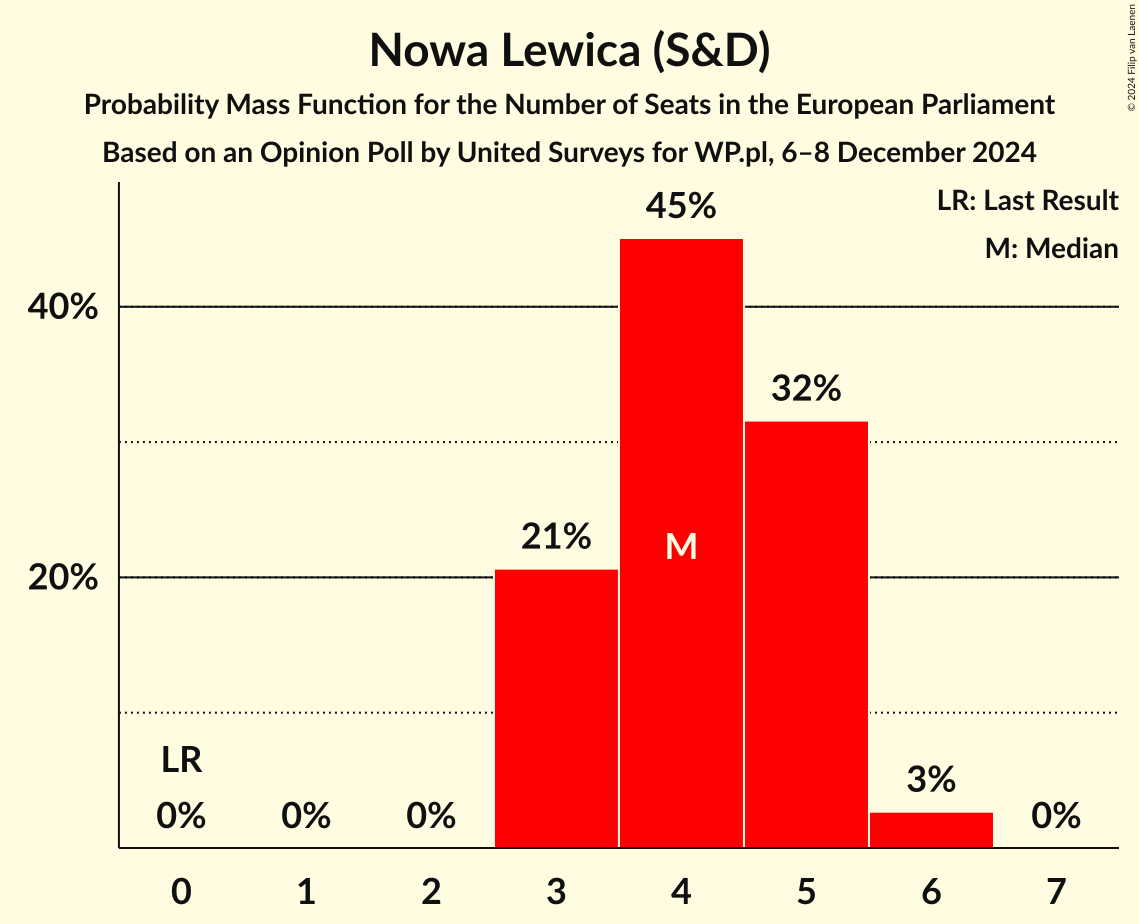 Nowa Lewica (S&D)
Probability Mass Function for the Number of Seats in the European Parliament
Based on an Opinion Poll by United Surveys for WP.pl, 6–8 December 2024
© 2024 Filip van Laenen
LR: Last Result
M: Median
45%
40%
32%
21%
M
20%
LR
3%
0%
0%
0%
0%
0
1
2
3
4
5
6
7